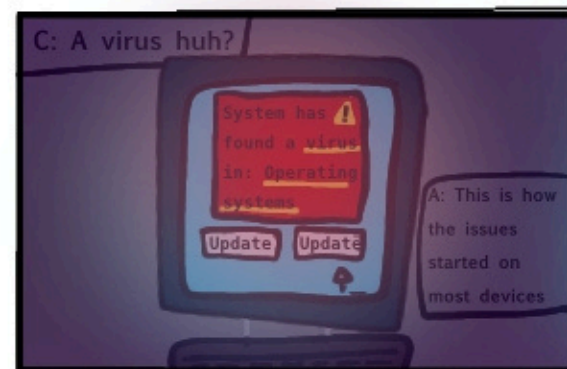 C: A virus huh?
System has
found a virus
in: Operating
systems
Update Update
A: This is how
the issues
started on
most devices